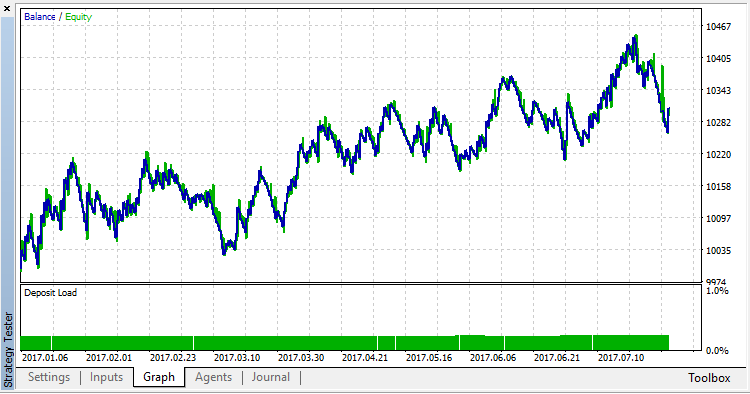 Balance / Equity
10467
10405
10343
10282
10220
10158
10097
10035
9974
Deposit Load
1.0%
0.0%
2017.01.06 2017.02.01 2017.02.23 2017.03.10 2017.03.30 2017.04.21 2017.05.16 2017.06.06 2017.06.21 2017.07.10
Strategy Tester
Settings Inputs Graph Agents Journal Toolbox